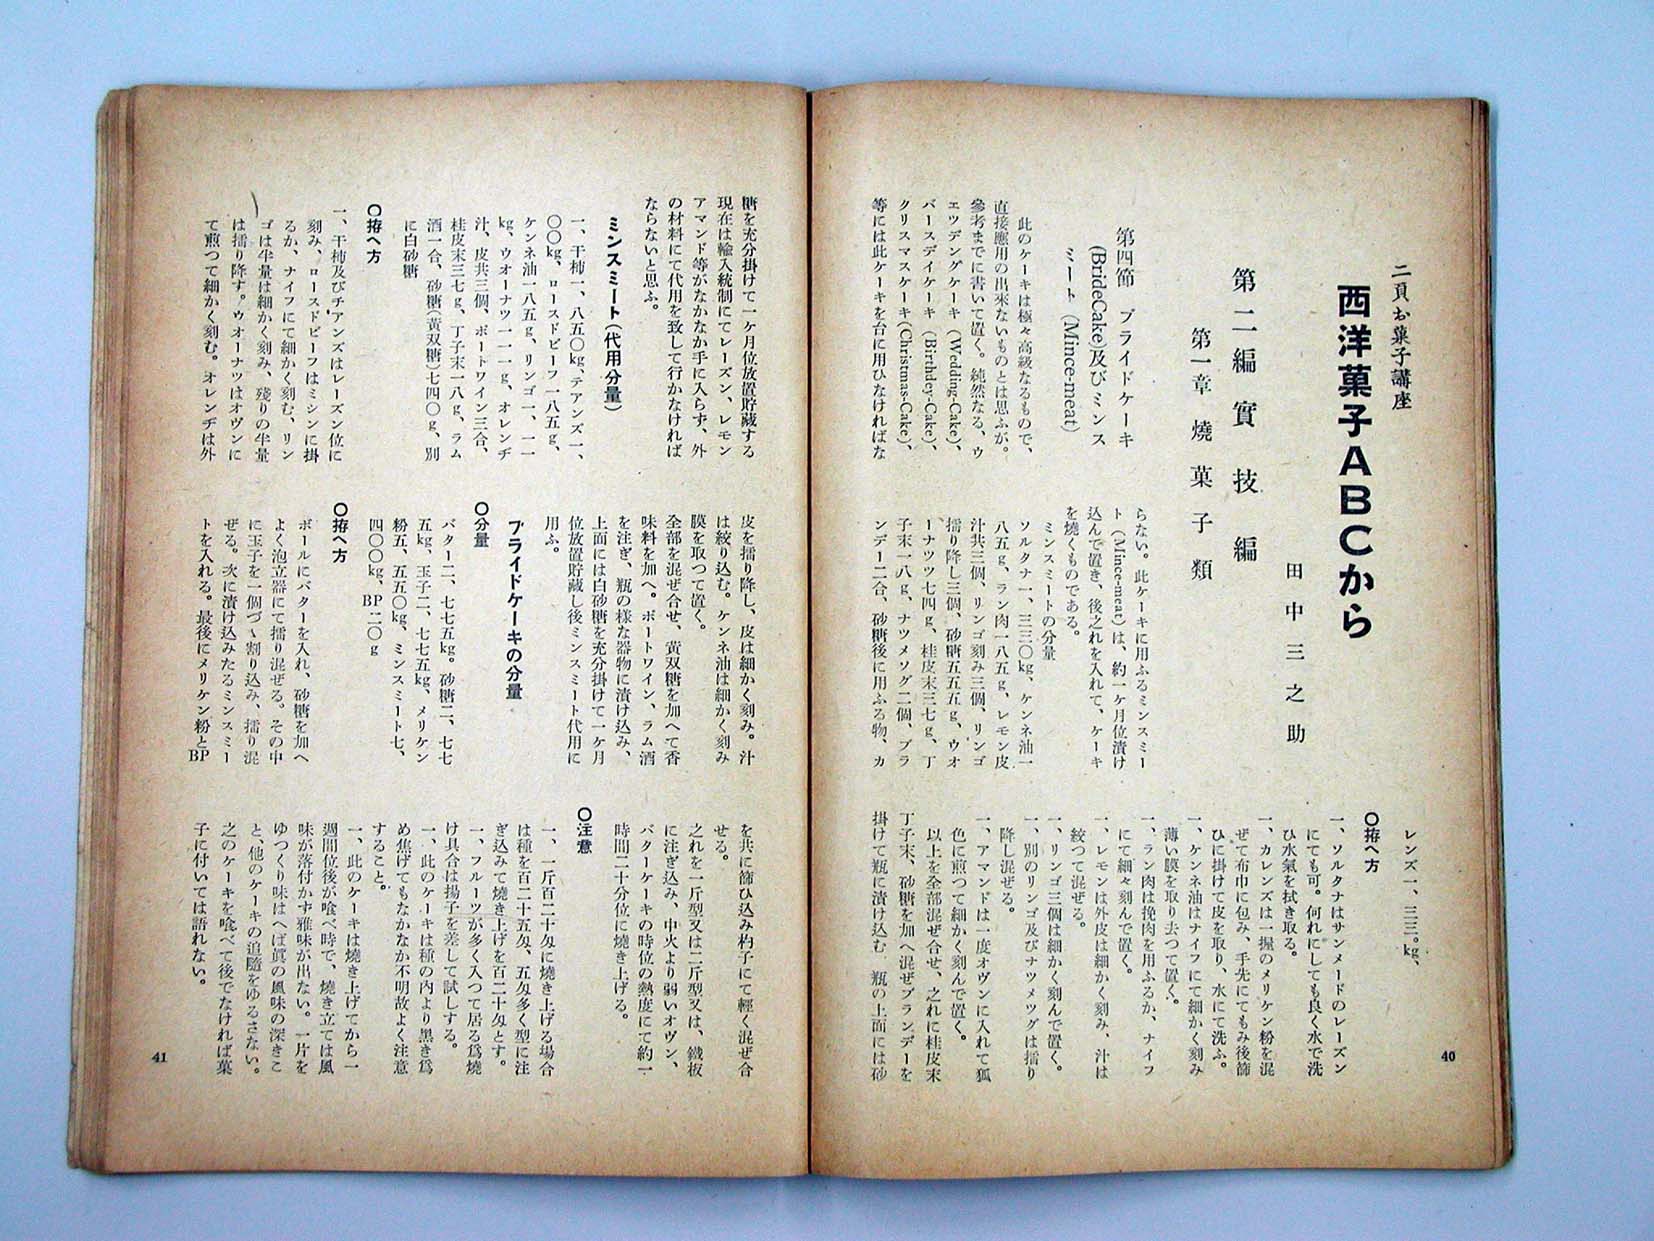 二頁お菓子講座
西洋菓子ABCから
田中三之助
第二編實技編
第一章燒菓子類
第四節　ブライドケーキ
(BrideCake)及びミンス
ミート(Mince-meat)
此のケーキは極々高級なるもので、
直接應用の出來ないものとは思ふが。
參考までに書いて置く。純然なる、ウ
エツデングケーキ(Wedding-Cake)、
バースデイケーキ(Birthdey-Cake)、
クリスマスケーキ(Christmas-Cake)、
等には此ケーキを台に用ひなければな
らない。此ケーキに用ふるミンスミー
ト(Mince-meat)は、約一ケ月位漬け
込んで置き、後之れを入れて、ケーキ
を燒くものである。
ミンスミートの分量
ソルタナ一、三三〇kg、ケンネ油一
八五g、ラン肉一八五g、レモン皮
汁共三個、リンゴ刻み三個、リンゴ
擂り降し三個、砂糖五五五g、ウオ
ーナツツ七四g、桂皮末三七g、丁
子末一八g、ナツメツグ二個、ブラ
ンデー二合、砂糖後に用ふる物、カ
レンズ一、三三〇kg、
〇拵へ方
一、ソルタナはサンメードのレーズン
にても可。何れにしても良く水で洗
ひ水氣を拭き取る。
一、カレンズは一握のメリケン粉を混
ぜて布巾に包み、手先にてもみ後篩
ひに掛けて皮を取り、水にて洗ふ。
一、ケンネ油はナイフにて細かく刻み
薄い膜を取り去つて置く。
一、ラン肉は挽肉を用ふるか、ナイフ
にて細々刻んで置く。
一、レモンは外皮は細かく刻み、汁は
絞つて混ぜる。
一、リンゴ三個は細かく刻んで置く。
一、別のリンゴ及びナツメツグは擂り
降し混ぜる。
一、アマンドは一度オヴンに入れて狐
色に煎つて細かく刻んで置く。
以上を全部混ぜ合せ、之れに桂皮末
丁子末、砂糖を加へ混ぜブランデーを
掛けて瓶に漬け込む。瓶の上面には砂
40
糖を充分掛けて一ケ月位放置貯藏する
現在は輸入統制にてレーズン、レモン
アマンド等がなかなか手に入らず、外
の材料にて代用を致して行かなければ
ならないと思ふ。
ミンスミート(代用分量)
一、干柿一、八五〇kg、チアンズ一、
〇〇kg、ローストビーフ一八五g、
ケンネ油一八五g、リンゴ一、一一
kg、ウオーナツ一一一g、オレンヂ
汁、皮共三個、ポートワイン三合、
桂皮末三七g、丁子末一八g、ラム
酒一合、砂糖(黄双糖)七四〇g、別
に白砂糖
〇拵へ方
一、干柿及びチアンズはレーズン位に
刻み、ローストビーフはミシンに掛
るか、ナイフにて細かく刻む、リン
ゴは半量は細かく刻み、殘りの半量
は擂り降す。ウオーナツはオヴンに
て煎つて細かく刻む。オレンヂは外
皮を擂り降し、皮は細かく刻み。汁
は絞り込む。ケンネ油は細かく刻み
膜を取つて置く。
全部を混ぜ合せ、黄双糖を加へて香
味料を加へ。ポートワイン、ラム酒
を注ぎ、瓶の樣な器物に漬け込み、
上面には白砂糖を充分掛けて一ケ月
位放置貯藏し後ミンスミート代用に
用ふ。
ブライドケーキの分量
〇分量
バター二、七七五kg。砂糖二、七七
五kg、玉子二、七七五kg、メリケン
粉五、五五〇kg、ミンスミート七、
四〇〇kg、BP二〇g
〇拵へ方
ボールにバターを入れ、砂糖を加へ
よく泡立器にて擂り混ぜる。その中
に玉子を一個づゝ割り込み、擂り混
ぜる。次に漬け込みたるミンスミー
トを入れる。最後にメリケン粉とBP
を共に篩ひ込み杓子にて輕く混ぜ合
せる。
之れを一斤型又は二斤型又は、鐵板
に注ぎ込み、中火より弱いオヴン、
バターケーキの時位の熱度にて約一
時間二十分位に燒き上げる。
〇注意
一、一斤百二十匁に燒き上げる場合
は種を百二十五匁、五匁多く型に注
ぎ込みて燒き上げを百二十匁とす。
一、フルーツが多く入つて居る爲燒
け具合は揚子を差して試しする。
一、此のケーキは種の内より黒き爲
め焦げてもなかなか不明故よく注意
すること。
一、此のケーキは燒き上げてから一
週間位後が喰べ時で、燒き立ては風
味が落付かず雅味が出ない。一片を
ゆつくり味はへば眞の風味の深きこ
と、他のケーキの追隨をゆるさない。
之のケーキを喰べて後でなければ菓
子に付いては語れない。
41